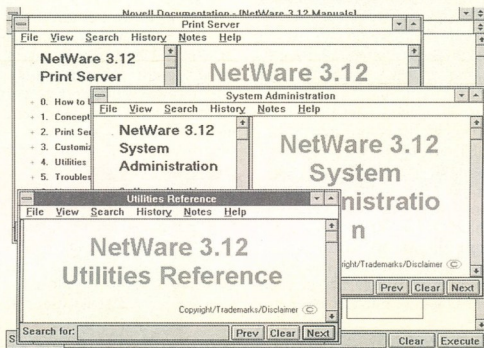 Novell Documentation - [NetWare 3.12 Manuals]
Print Server
File View Search History Notes Help
NetWare 3.12
Print Server
NetWare 3.12
0. How to
1. Concept
2. Print Ser
3. Customiz
4. Utilities
5. Troubles
System Administration
File View Search History Notes Help
NetWare 3.12
System
Administration
NetWare 3.12
System
nistratio
n
right/Trademarks/Disclaimer ©
Prev Clear Next
Utilities Reference
File View Search History Notes Help
NetWare 3.12
Utilities Reference
Copyright/Trademarks/Disclaimer ©
Search for: Prev Clear Next
S Clear Execute